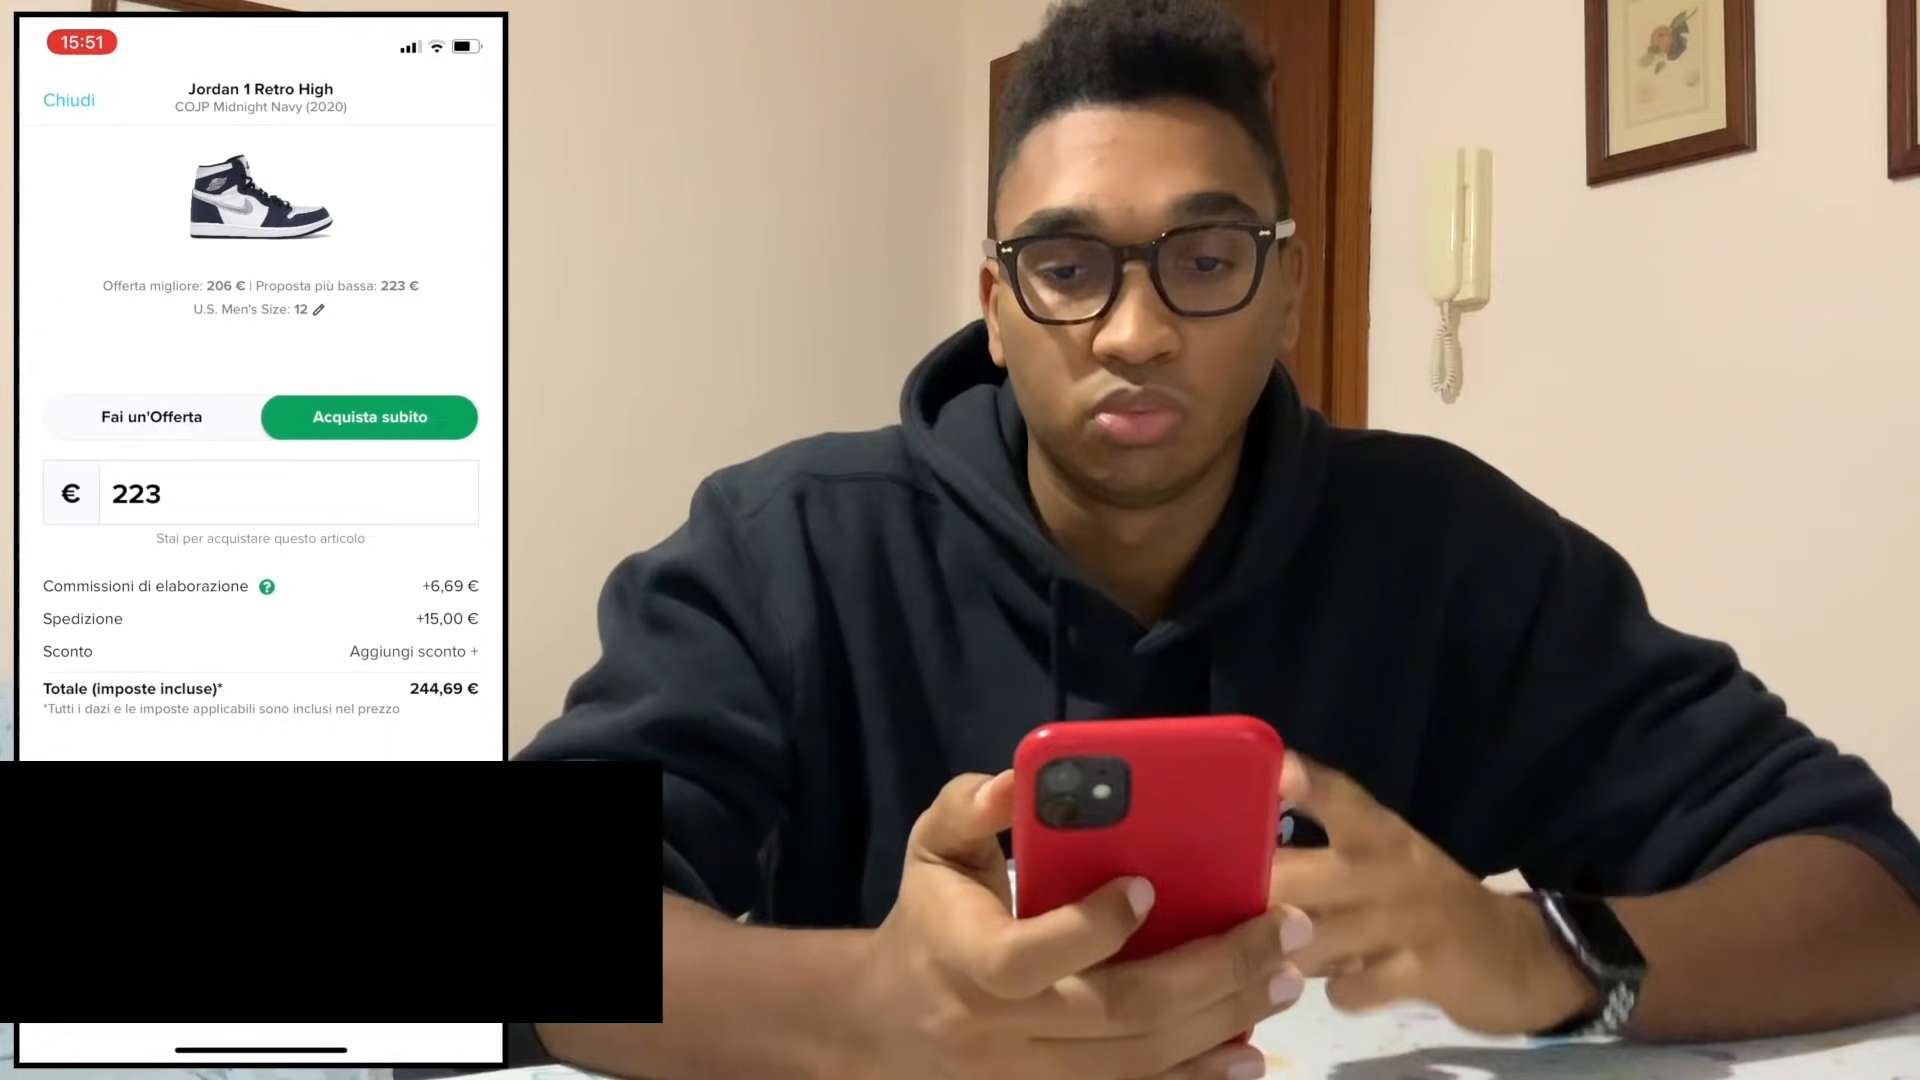 15:51
Chiudi
Jordan 1 Retro High
COJP Midnight Navy (2020)
Offerta migliore: 206 € | Proposta più bassa: 223 €
U.S. Men's Size: 12
Fai un'Offerta
Acquista subito
€ 223
Stai per acquistare questo articolo
Commissioni di elaborazione ? +6,69 €
Spedizione +15,00 €
Sconto Aggiungi sconto +
Totale (imposte incluse)* 244,69 €
*Tutti i dazi e le imposte applicabili sono inclusi nel prezzo